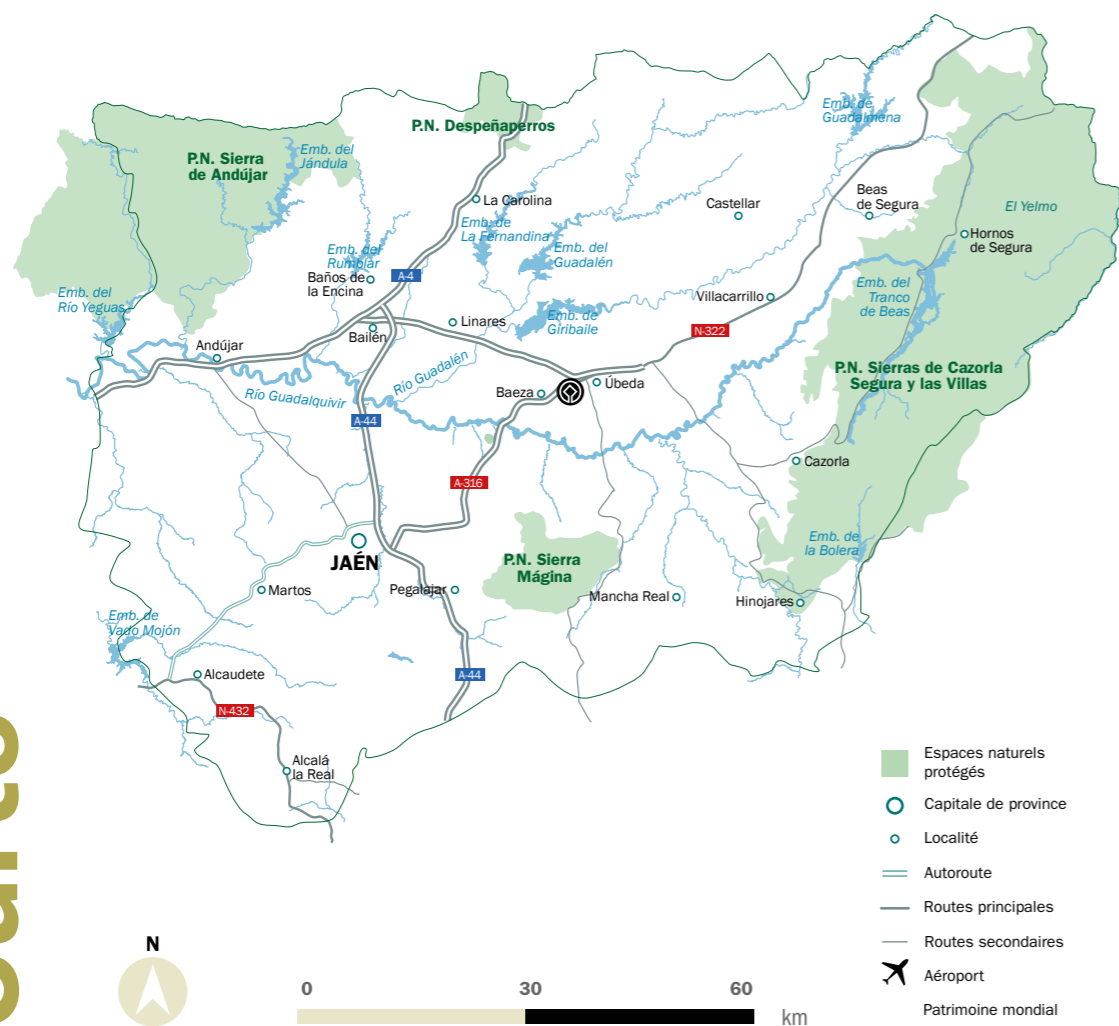 Emb. de
Guadalmena
P.N. Despeñaperros
P.N. Sierra
de Andújar
Emb. del
Jándula
La Carolina
Castellar
Beas
de Segura
El Yelmo
Emb. de
La Fernandina
Emb. del
Guadalén
Hornos
de Segura
Emb. del
Rumblar
Baños de
la Encina
A-4
Emb. del
Río Yeguas
Villacarrillo
Emb. del
Tranco
de Beas
Linares
Emb. de
Giribaile
N-322
Bailén
Andújar
Río Guadalén
P.N. Sierras de Cazorla
Segura y las Villas
Río Guadalquivir
Baeza
Úbeda
A-44
Cazorla
A-316
JAÉN
P.N. Sierra
Mágina
Emb. de
la Bolera
Martos
Pegalajar
Mancha Real
Hinojares
Emb. de
Vado Mojón
Alcaudete
A-44
N-432
Alcalá
la Real
Espaces naturels
protégés
Capitale de province
Localité
Autoroute
Routes principales
Routes secondaires
Aéroport
Patrimoine mondial
N
0 30 60
km